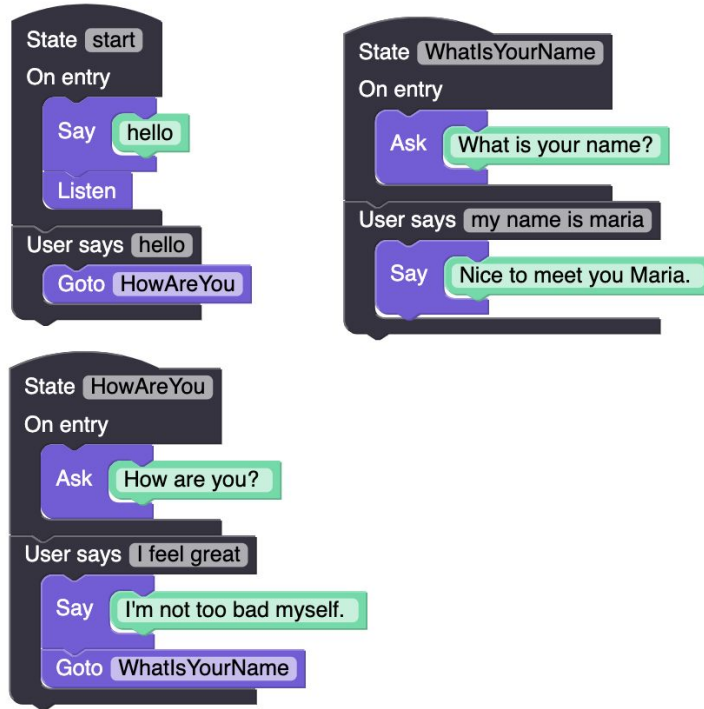 State start
On entry
Say hello
Listen
User says hello
Goto HowAreYou
State WhatIsYourName
On entry
Ask What is your name?
User says my name is maria
Say Nice to meet you Maria.
State HowAreYou
On entry
Ask How are you?
User says I feel great
Say I'm not too bad myself.
Goto WhatIsYourName